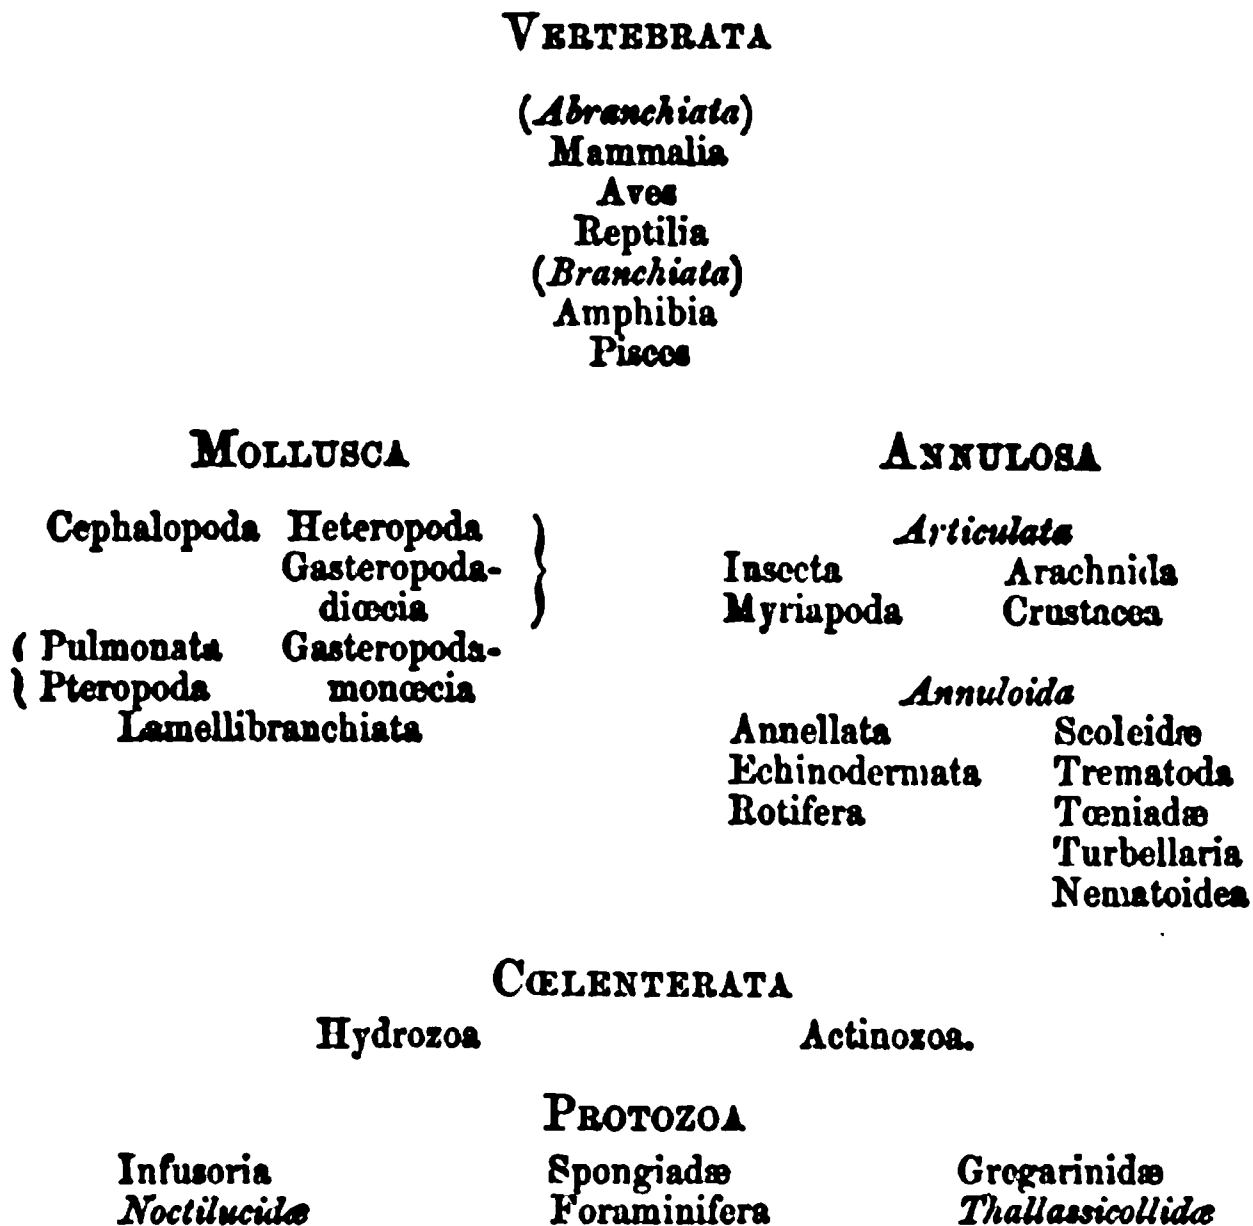 VERTEBRATA
(Abranchiata)
Mammalia
Aves
Reptilia
(Branchiata)
Amphibia
Pisces
MOLLUSCA
Cephalopoda Heteropoda
Gasteropoda-
diœcia
Pulmonata Gasteropoda-
Pteropoda monœcia
Lamellibranchiata
ANNULOSA
Articulata
Insecta Arachnida
Myriapoda Crustacea
Annuloida
Annellata Scoleidæ
Echinodermata Trematoda
Rotifera Tœniadæ
Turbellaria
Nematoidea
CŒLENTERATA
Hydrozoa Actinozoa.
PROTOZOA
Infusoria Spongiadæ Gregarinidæ
Noctilucidæ Foraminifera Thallassicollidæ